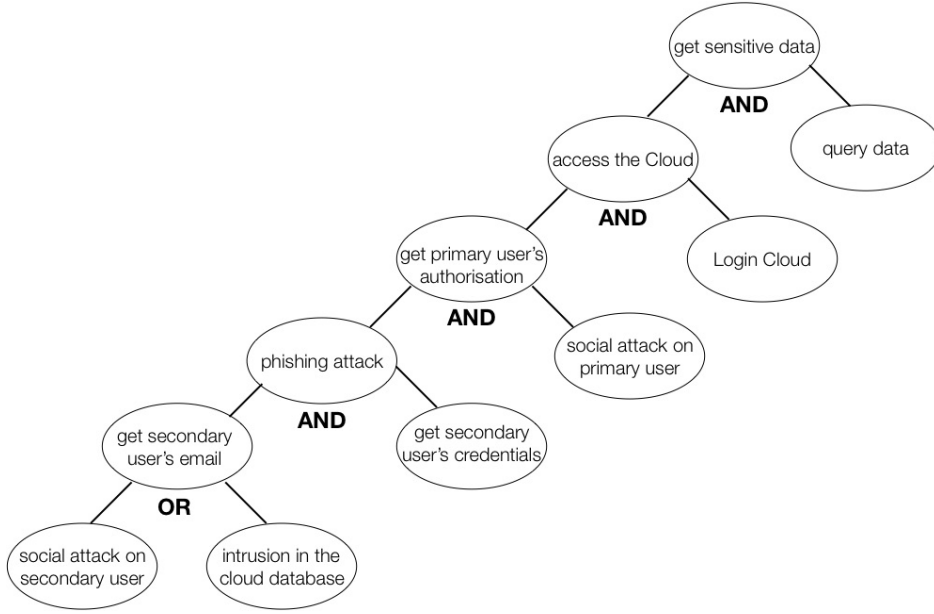 get sensitive data
AND
query data
access the Cloud
AND
Login Cloud
get primary user's
authorisation
AND
social attack on
primary user
phishing attack
AND
get secondary
user's credentials
get secondary
user's email
OR
social attack on
secondary user
intrusion in the
cloud database